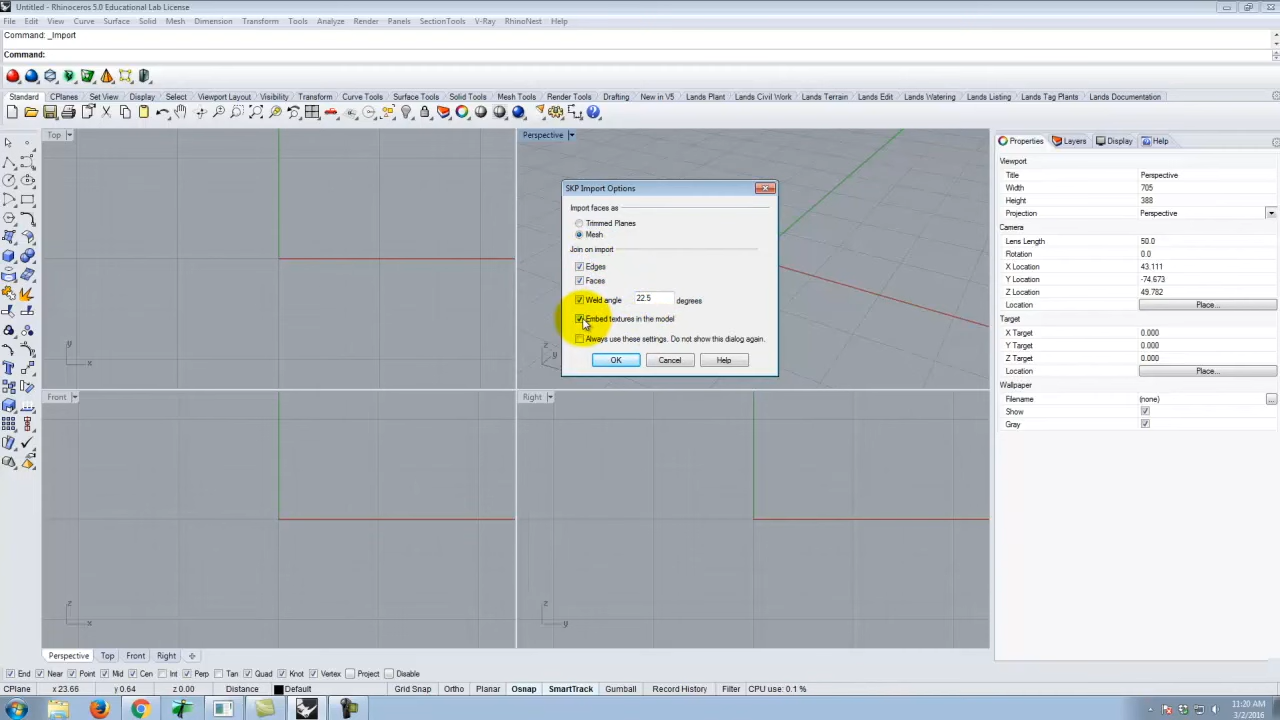 Untitled - Rhinoceros 5.0 Educational Lab License
File Edit View Curve Surface Solid Mesh Dimension Transform Tools Analyze Render Panels SectionTools V-Ray RhinoNest Help
Command: _Import
Command:
Standard CPlanes Set View Display Select Viewport Layout Visibility Transform Curve Tools Surface Tools Solid Tools Mesh Tools Render Tools Drafting New in V5 Lands Plant Lands Civil Work Lands Terrain Lands Edit Lands Watering Lands Listing Lands Tag Plants Lands Documentation
Top
Perspective
Properties Layers Display Help
Viewport
Title Perspective
Width 705
Height 388
Projection Perspective
Camera
Lens Length 50.0
Rotation 0.0
X Location 43.111
Y Location -74.673
Z Location 49.782
Location Place...
Target
X Target 0.000
Y Target 0.000
Z Target 0.000
Location Place...
Wallpaper
Filename (none) ...
Show
Gray
SKP Import Options
Import faces as
Trimmed Planes
Mesh
Join on import
Edges
Faces
Weld angle 22.5 degrees
Embed textures in the model
Always use these settings. Do not show this dialog again.
OK Cancel Help
y
x
z
y
Front
Right
z
x
z
y
Perspective Top Front Right
End Near Point Mid Cen Int Perp Tan Quad Knot Vertex Project Disable
CPlane x 23.66 y 0.64 z 0.00 Distance Default Grid Snap Ortho Planar Osnap SmartTrack Gumball Record History Filter CPU use: 0.1 %
11:20 AM
3/2/2016